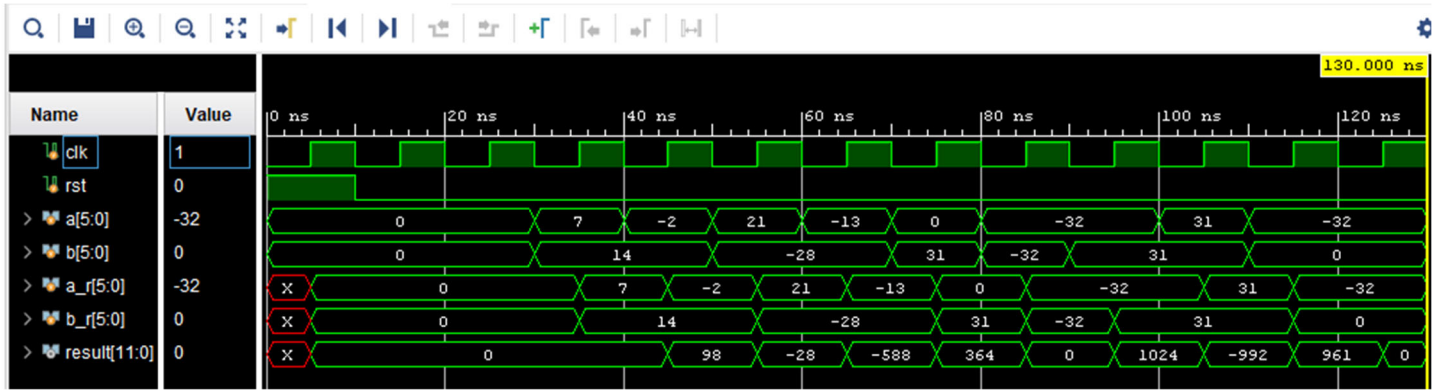 130.000 ns
Name Value 0 ns 20 ns 40 ns 60 ns 80 ns 100 ns 120 ns
clk 1
rst 0
a[5:0] -32 0 7 -2 21 -13 0 -32 31 -32
b[5:0] 0 0 14 -28 31 -32 31 0
a_r[5:0] -32 X 0 7 -2 21 -13 0 -32 31 -32
b_r[5:0] 0 X 0 14 -28 31 -32 31 0
result[11:0] 0 X 0 98 -28 -588 364 0 1024 -992 961 0